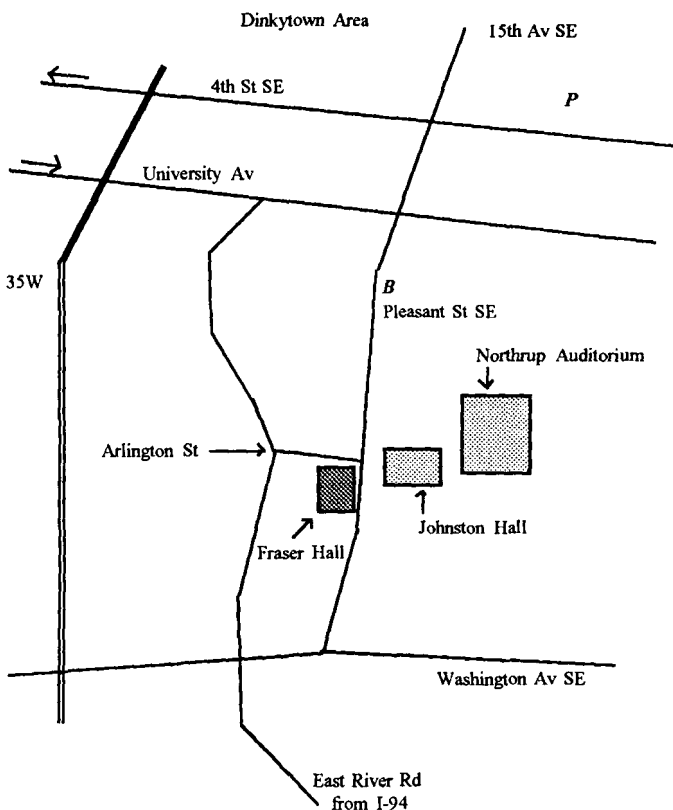 Dinkytown Area
15th Av SE
4th St SE
P
University Av
35W
B
Pleasant St SE
Northrup Auditorium
Arlington St
Johnston Hall
Fraser Hall
Washington Av SE
East River Rd
from I-94